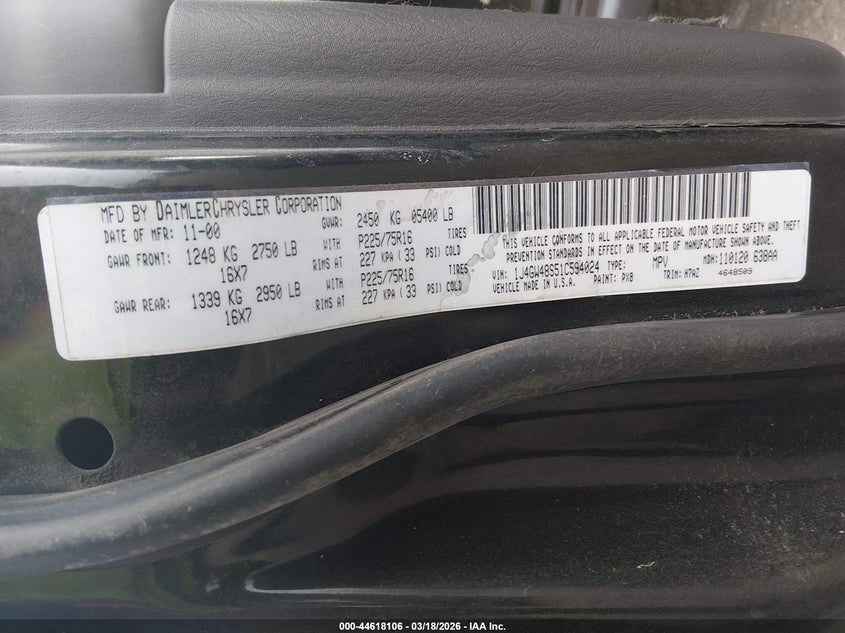 MFD BY DAIMLERCHRYSLER CORPORATION
DATE OF MFR: 11-00 GVWR: 2450 KG 05400 LB
GAWR FRONT: 1248 KG 2750 LB WITH P225/75R16 TIRES
16X7 RIMS AT 227 KPA ( 33 PSI) COLD
GAWR REAR: 1339 KG 2950 LB WITH P225/75R16 TIRES
16X7 RIMS AT 227 KPA ( 33 PSI) COLD
THIS VEHICLE CONFORMS TO ALL APPLICABLE FEDERAL MOTOR VEHICLE SAFETY AND THEFT
PREVENTION STANDARDS IN EFFECT ON THE DATE OF MANUFACTURE SHOWN ABOVE.
VIN: 1J4GW48S51C594024 TYPE: MPV MDH: 110120 638AA
VEHICLE MADE IN U.S.A. PAINT: PX8 TRIM: H7AZ 4648509
000-44618106 — 03/18/2026 — IAA Inc.